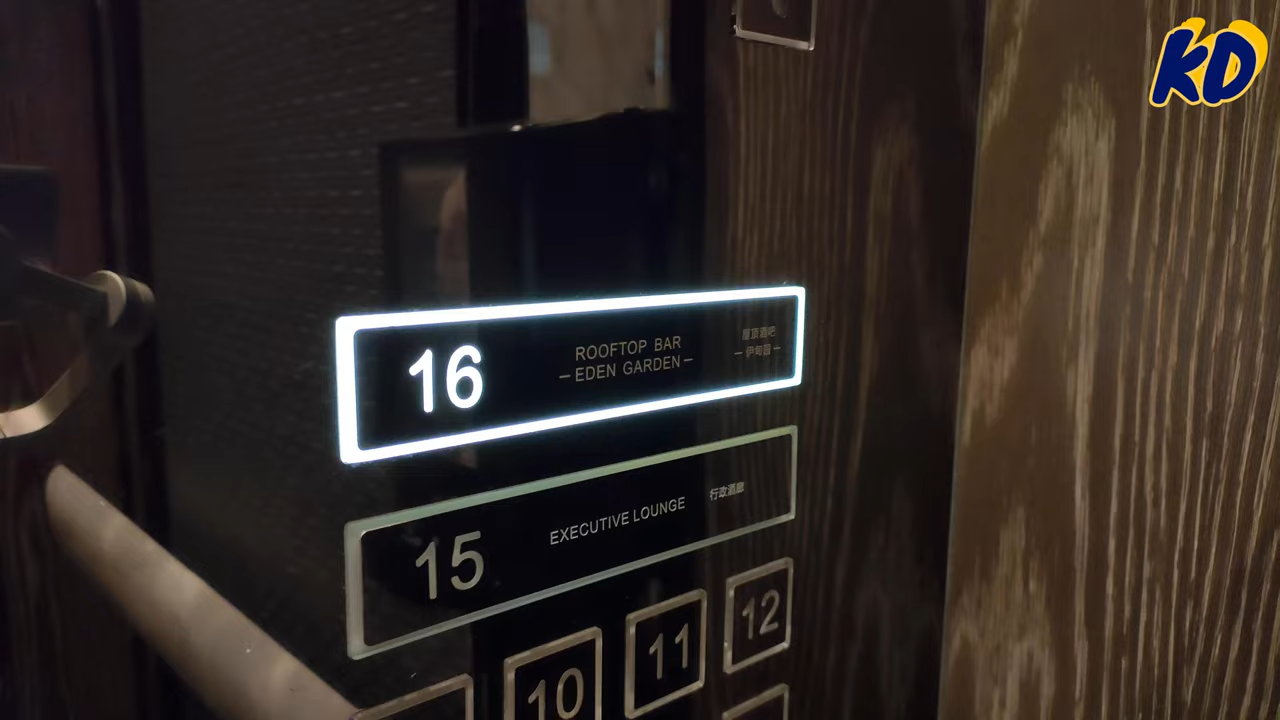 KD
16
ROOFTOP BAR
— EDEN GARDEN —
屋顶酒吧
— 伊甸园 —
15
EXECUTIVE LOUNGE
行政酒廊
10
11
12